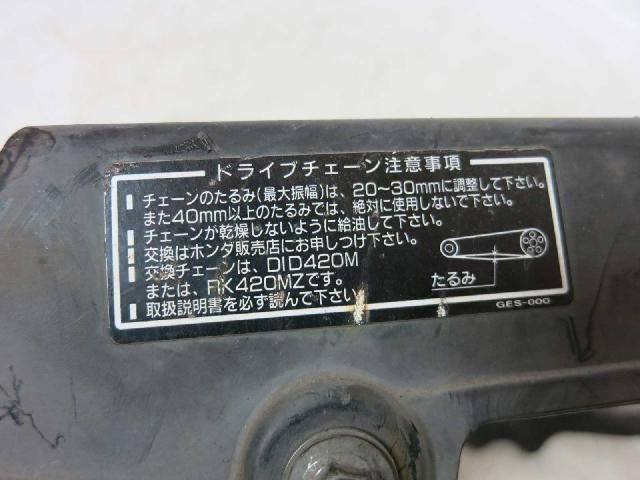 ドライブチェーン注意事項
チェーンのたるみ(最大振幅)は、20~30mmに調整して下さい。
また40mm以上のたるみでは、絶対に使用しないで下さい。
チェーンが乾燥しないように給油して下さい。
交換はホンダ販売店にお申しつけ下さい。
交換チェーンは、DID420M
または、RK420MZです。
取扱説明書を必ず読んで下さい
たるみ
GES-000